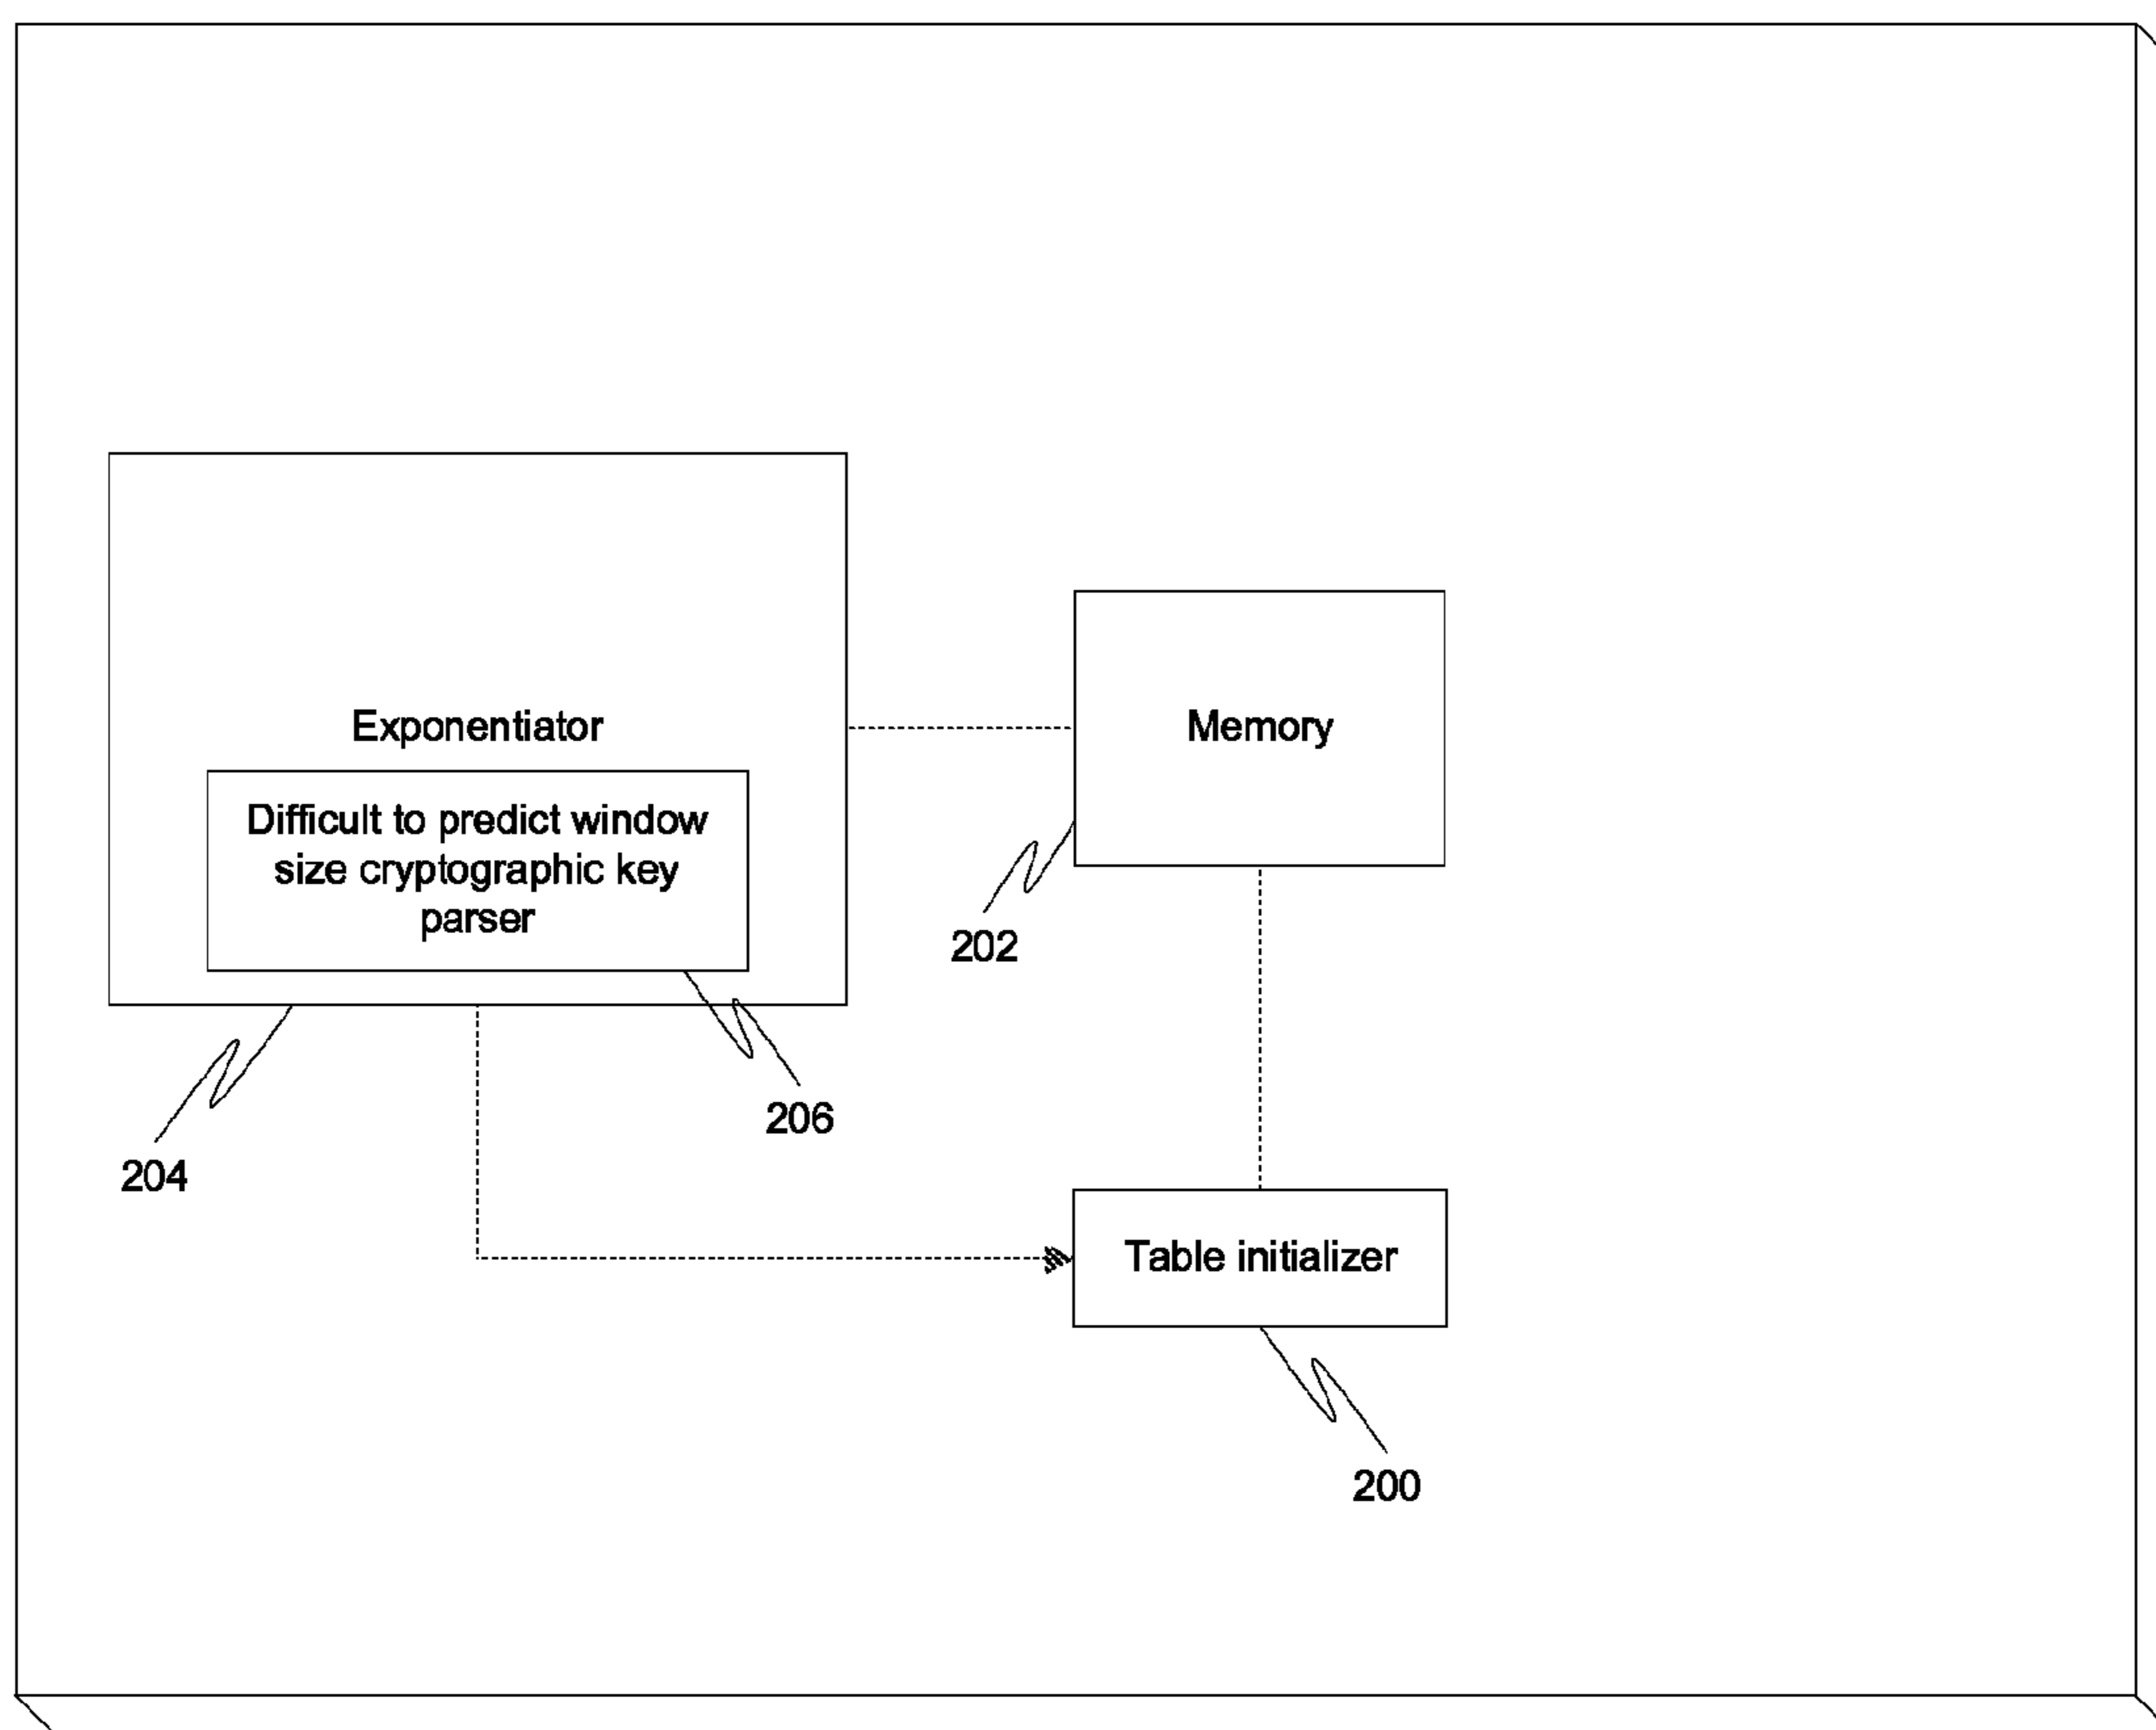 Exponentiator
Memory
Difficult to predict window
size cryptographic key
parser
202
206
204
Table initializer
200